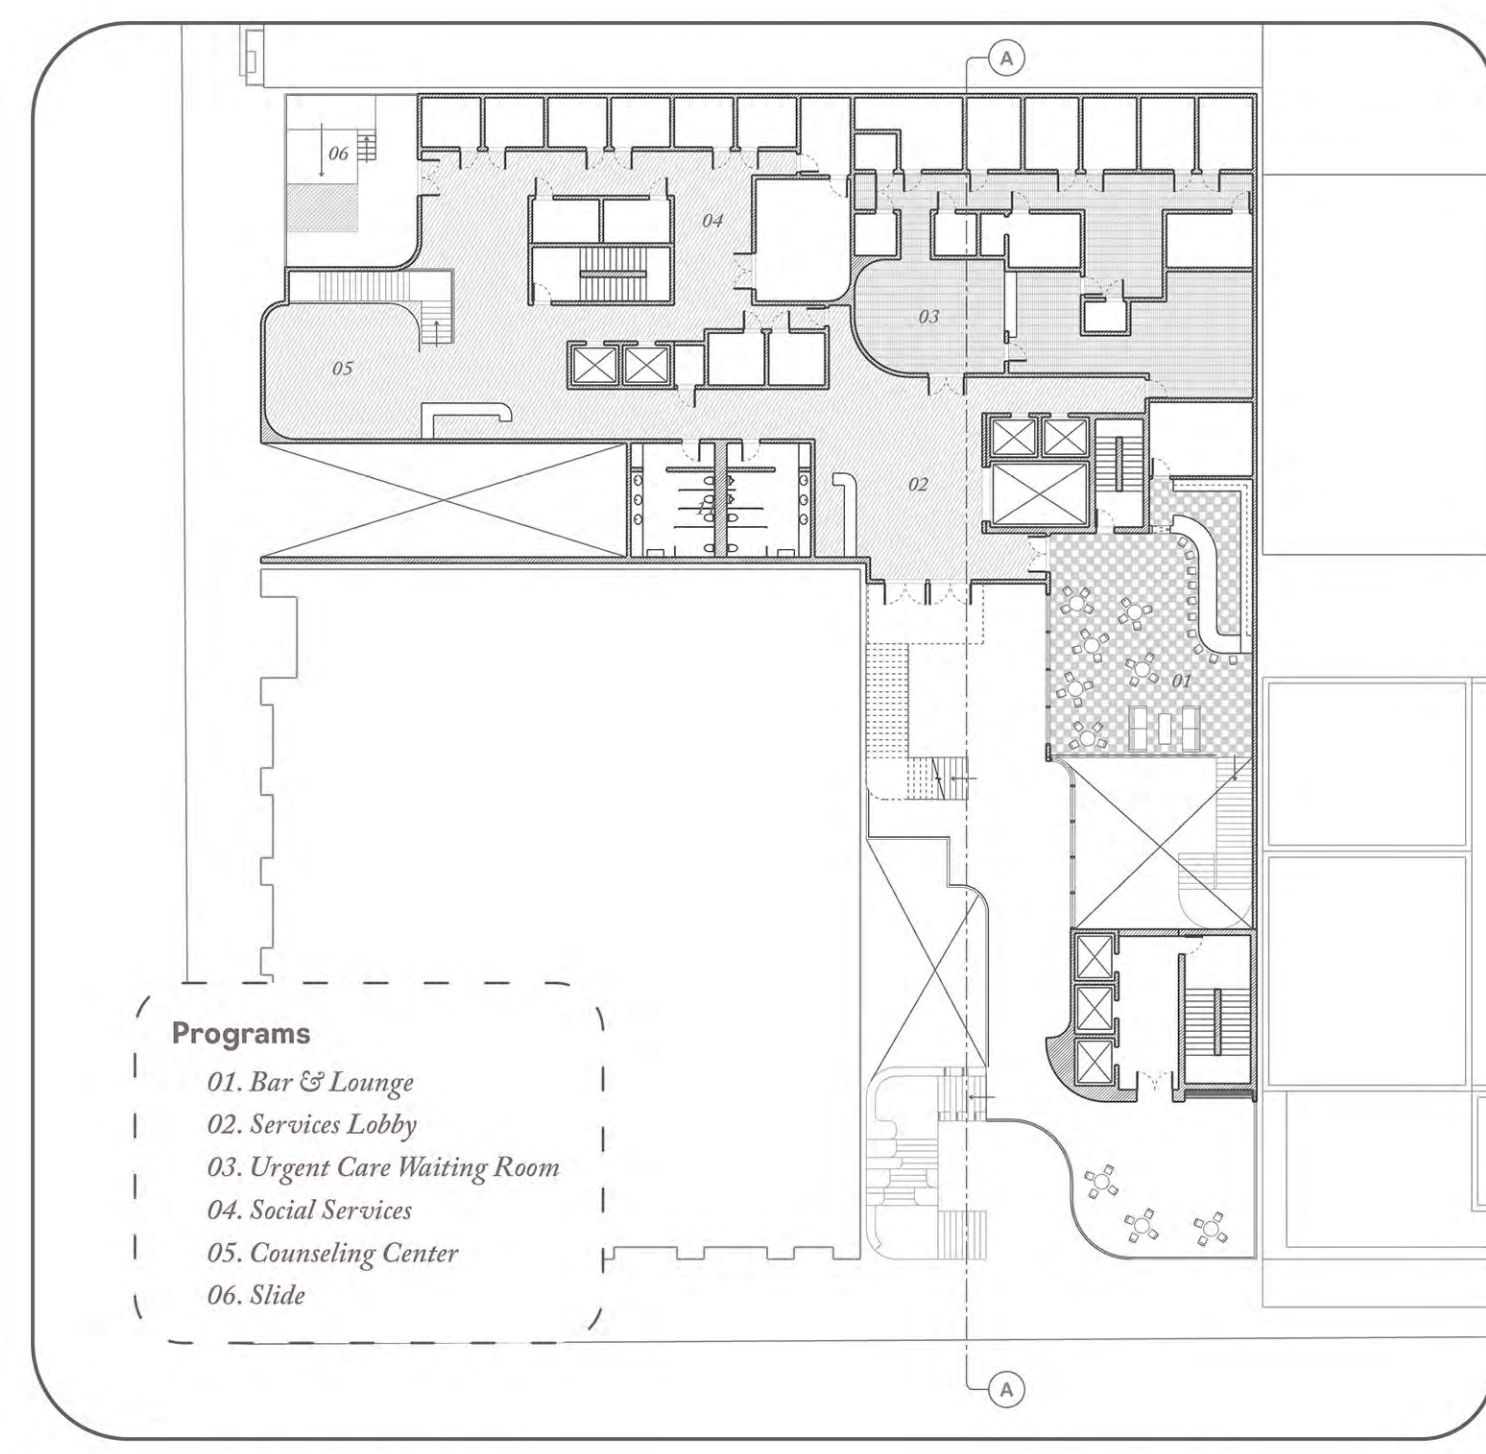 A
06
04
03
05
02
01
Programs
01. Bar & Lounge
02. Services Lobby
03. Urgent Care Waiting Room
04. Social Services
05. Counseling Center
06. Slide
A